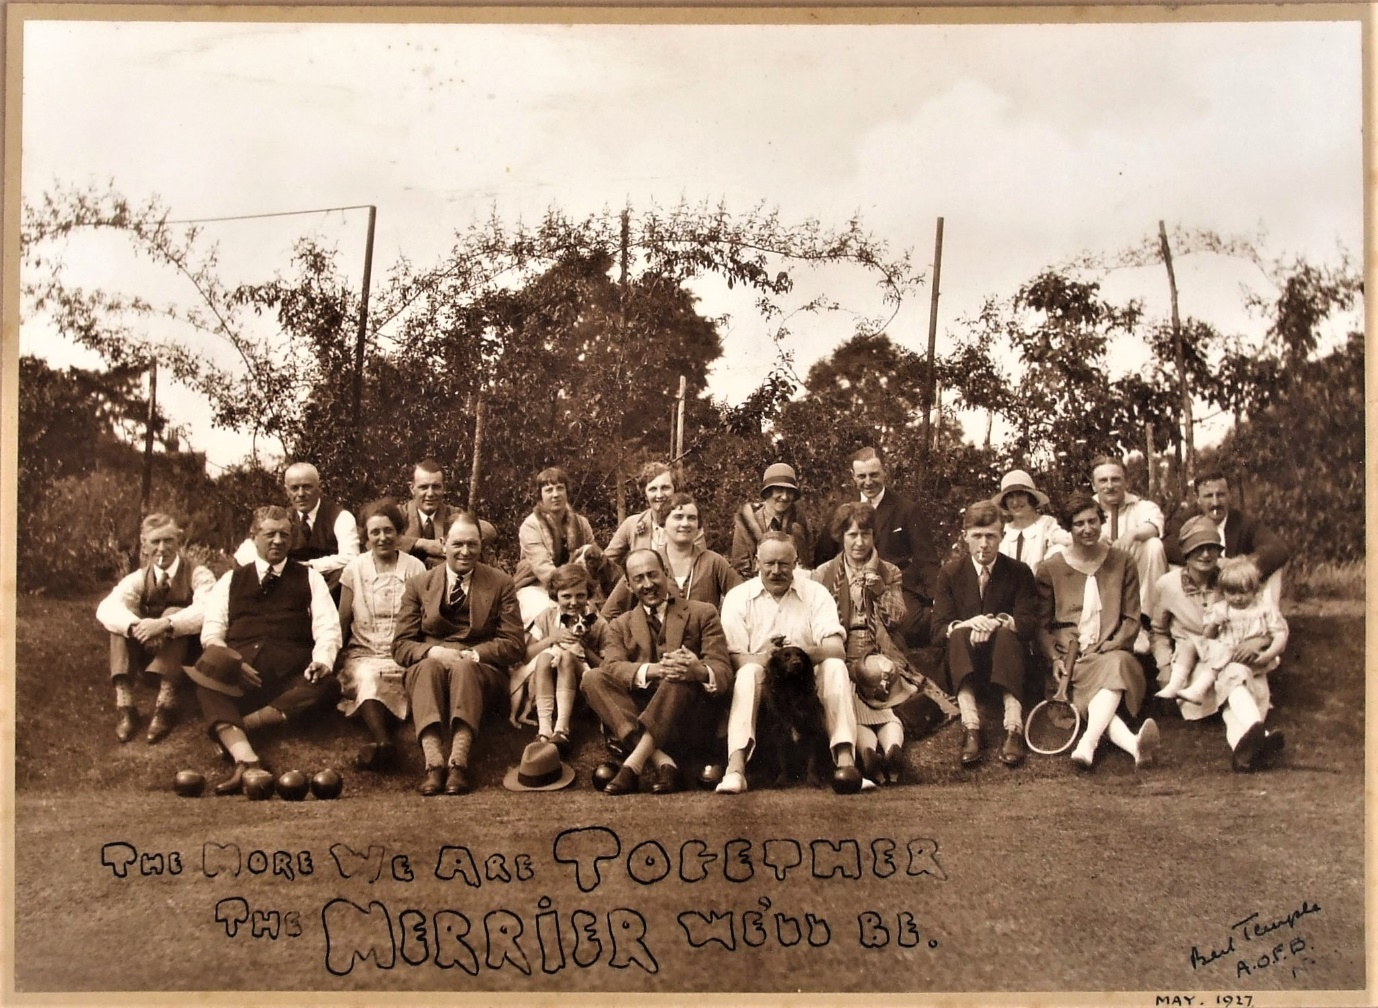 THE MORE WE ARE TOGETHER
THE MERRIER WE'LL BE.
Bert Temple
A.O.F.B.
MAY. 1927